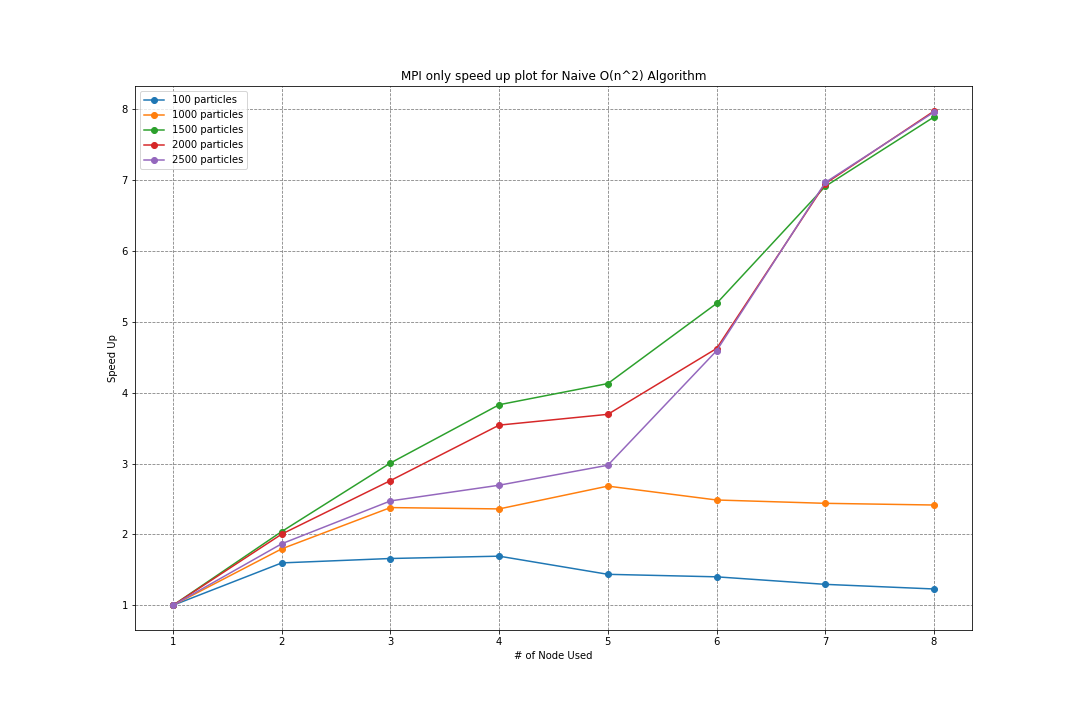 MPI only speed up plot for Naive O(n^2) Algorithm
100 particles
1000 particles
1500 particles
2000 particles
2500 particles
8
7
6
5
4
3
2
1
Speed Up
1 2 3 4 5 6 7 8
# of Node Used